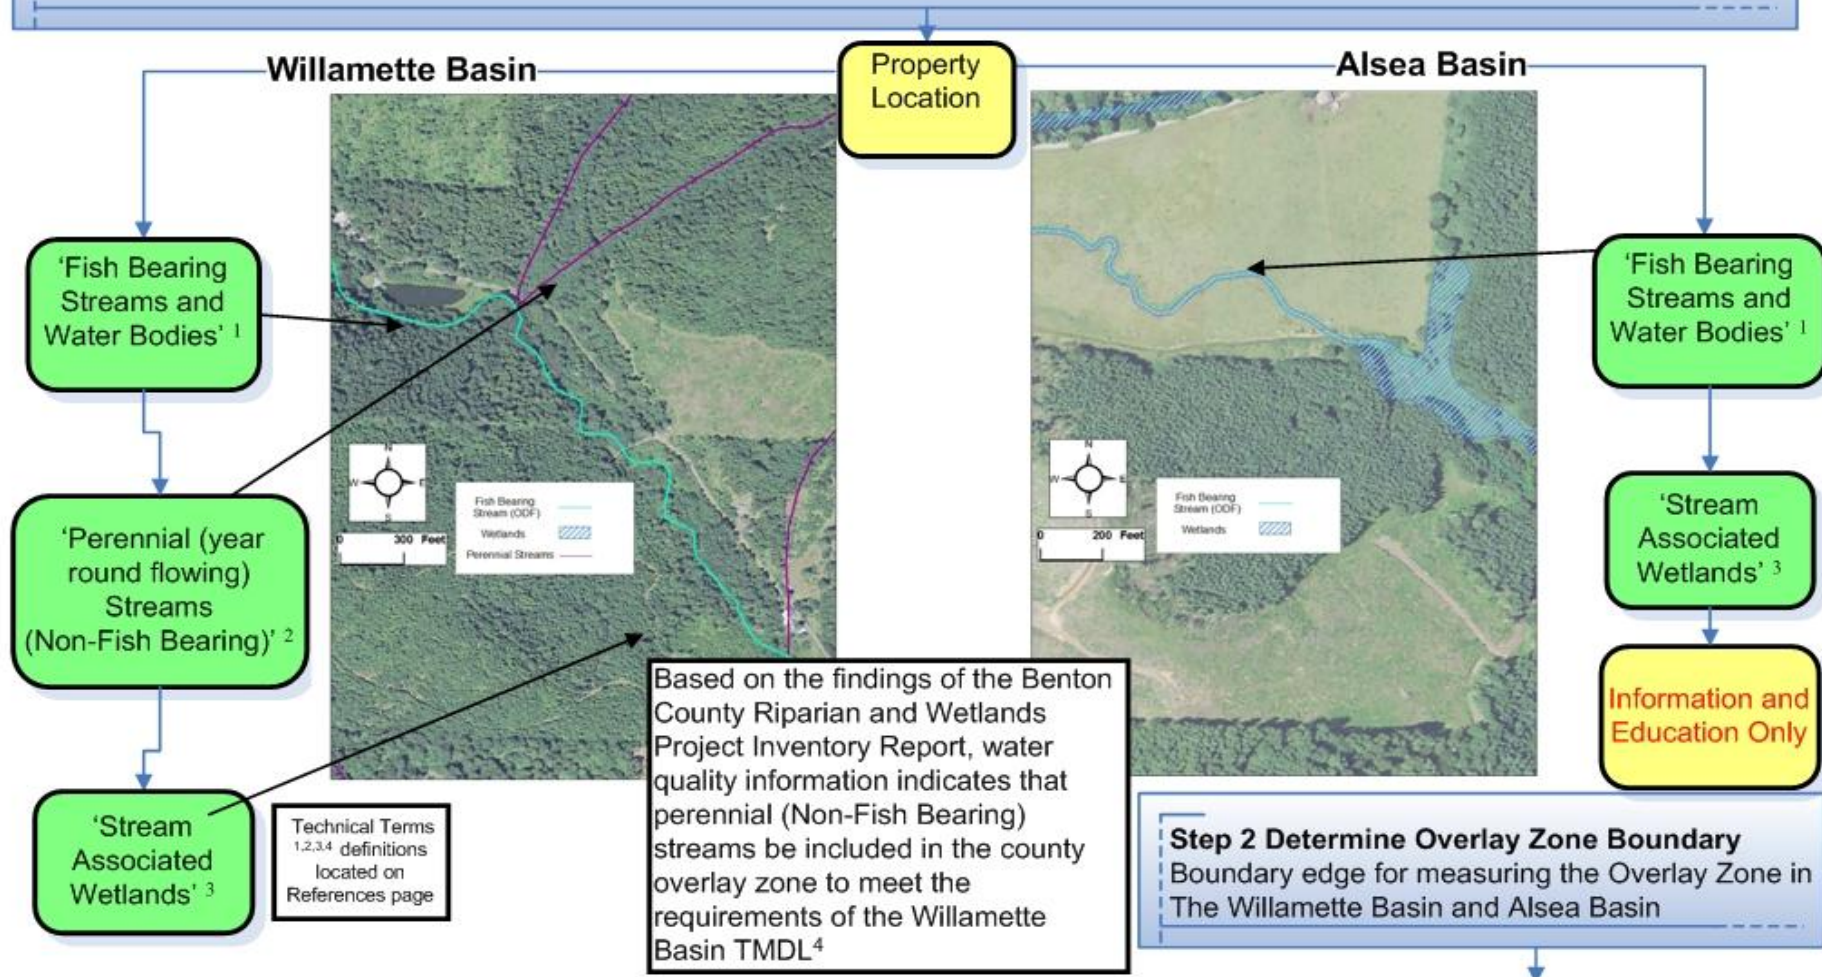 Willamette Basin
Property
Location
Alsea Basin
‘Fish Bearing
Streams and
Water Bodies’ 1
‘Perennial (year
round flowing)
Streams
(Non-Fish Bearing)’ 2
‘Stream
Associated
Wetlands’ 3
N
W
E
S
0 300 Feet
Fish Bearing
Stream (ODF)
Wetlands
Perennial Streams
Technical Terms
1,2,3,4 definitions
located on
References page
Based on the findings of the Benton
County Riparian and Wetlands
Project Inventory Report, water
quality information indicates that
perennial (Non-Fish Bearing)
streams be included in the county
overlay zone to meet the
requirements of the Willamette
Basin TMDL4
N
W
E
S
0 200 Feet
Fish Bearing
Stream (ODF)
Wetlands
‘Fish Bearing
Streams and
Water Bodies’ 1
‘Stream
Associated
Wetlands’ 3
Information and
Education Only
Step 2 Determine Overlay Zone Boundary
Boundary edge for measuring the Overlay Zone in
The Willamette Basin and Alsea Basin